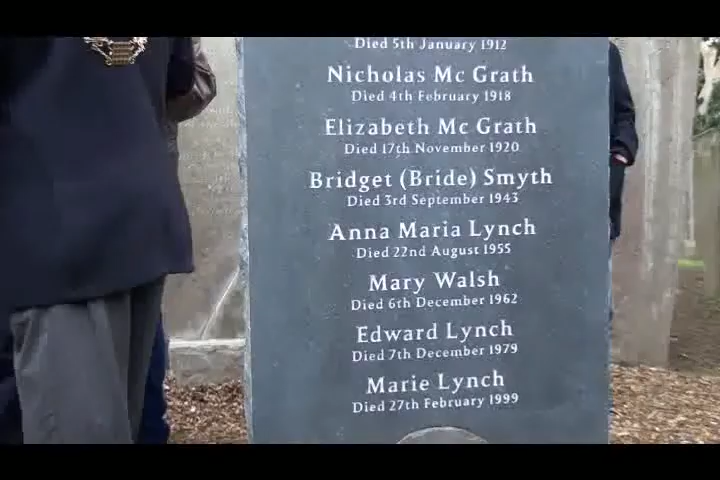 Died 5th January 1912
Nicholas Mc Grath
Died 4th February 1918
Elizabeth Mc Grath
Died 17th November 1920
Bridget (Bride) Smyth
Died 3rd September 1943
Anna Maria Lynch
Died 22nd August 1955
Mary Walsh
Died 6th December 1962
Edward Lynch
Died 7th December 1979
Marie Lynch
Died 27th February 1999